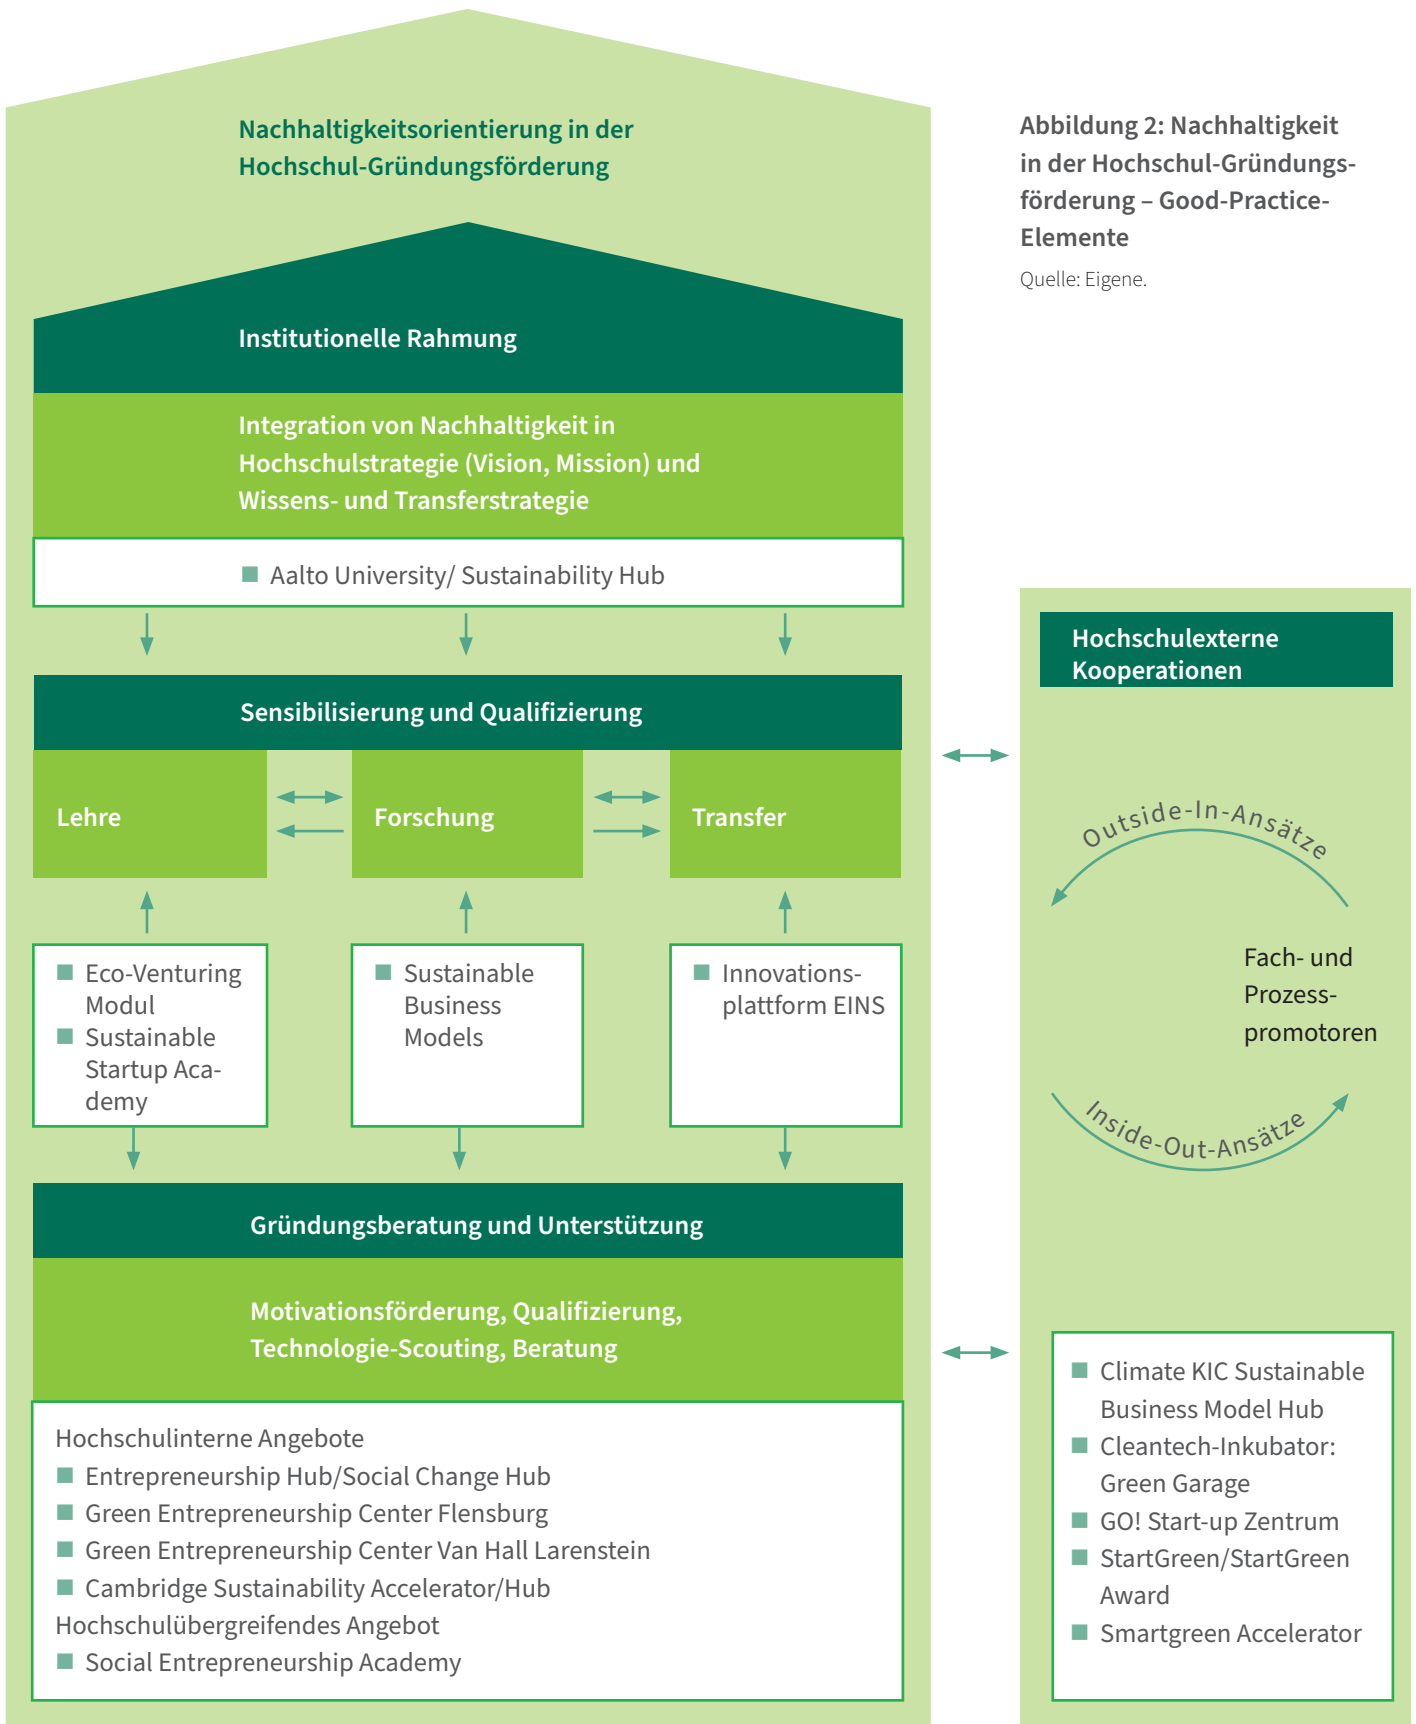 Nachhaltigkeitsorientierung in der
Hochschul-Gründungsförderung
Abbildung 2: Nachhaltigkeit
in der Hochschul-Gründungs-
förderung – Good-Practice-
Elemente
Quelle: Eigene.
Institutionelle Rahmung
Integration von Nachhaltigkeit in
Hochschulstrategie (Vision, Mission) und
Wissens- und Transferstrategie
Aalto University/ Sustainability Hub
Sensibilisierung und Qualifizierung
Lehre
Forschung
Transfer
Eco-Venturing
Modul
Sustainable
Startup Aca-
demy
Sustainable
Business
Models
Innovations-
plattform EINS
Gründungsberatung und Unterstützung
Motivationsförderung, Qualifizierung,
Technologie-Scouting, Beratung
Hochschulinterne Angebote
Entrepreneurship Hub/Social Change Hub
Green Entrepreneurship Center Flensburg
Green Entrepreneurship Center Van Hall Larenstein
Cambridge Sustainability Accelerator/Hub
Hochschulübergreifendes Angebot
Social Entrepreneurship Academy
Hochschulexterne
Kooperationen
Outside-In-Ansätze
Fach- und
Prozess-
promotoren
Inside-Out-Ansätze
Climate KIC Sustainable
Business Model Hub
Cleantech-Inkubator:
Green Garage
GO! Start-up Zentrum
StartGreen/StartGreen
Award
Smartgreen Accelerator